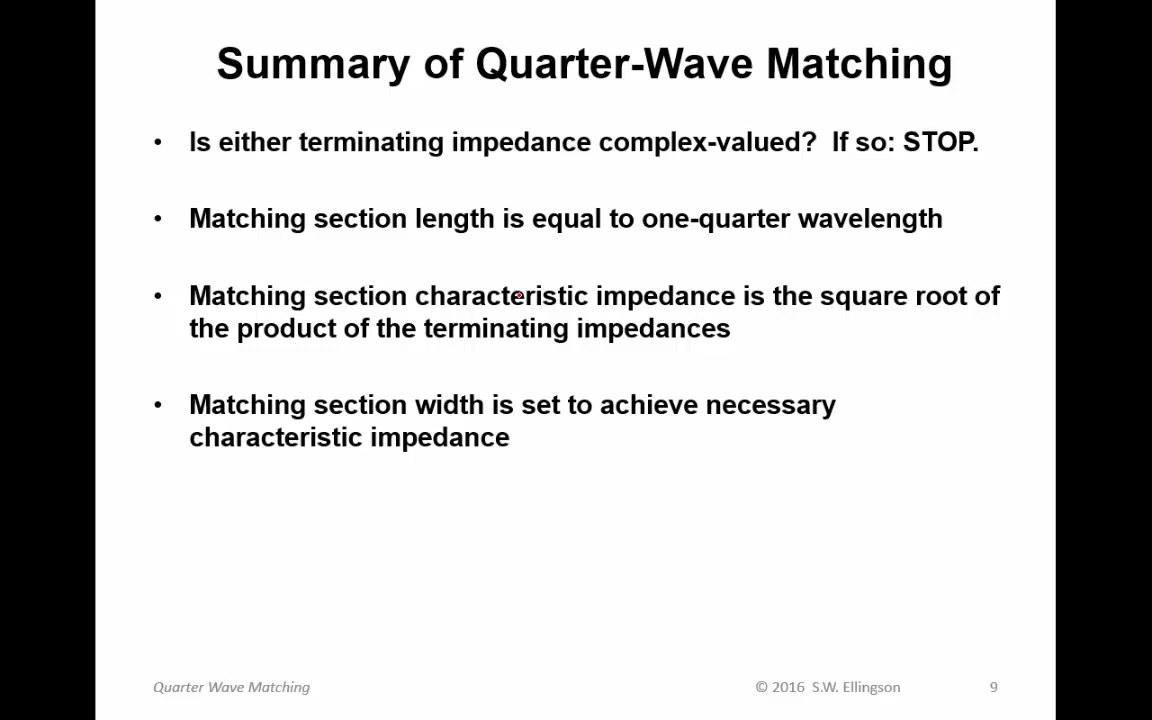 Summary of Quarter-Wave Matching
• Is either terminating impedance complex-valued?  If so: STOP.
• Matching section length is equal to one-quarter wavelength
• Matching section characteristic impedance is the square root of
the product of the terminating impedances
• Matching section width is set to achieve necessary
characteristic impedance
Quarter Wave Matching
© 2016 S.W. Ellingson
9